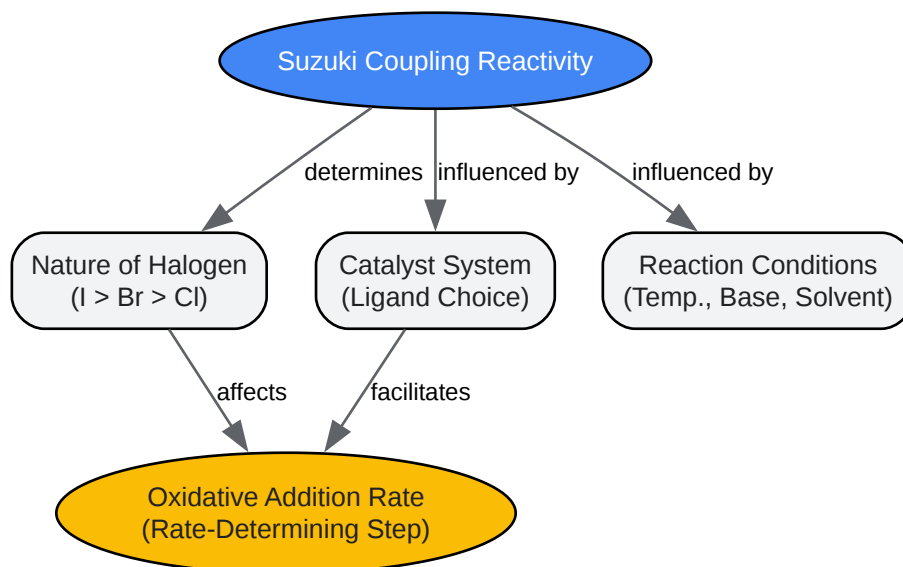 Suzuki Coupling Reactivity
determines
influenced by
influenced by
Nature of Halogen
(I > Br > Cl)
Catalyst System
(Ligand Choice)
Reaction Conditions
(Temp., Base, Solvent)
affects
facilitates
Oxidative Addition Rate
(Rate-Determining Step)